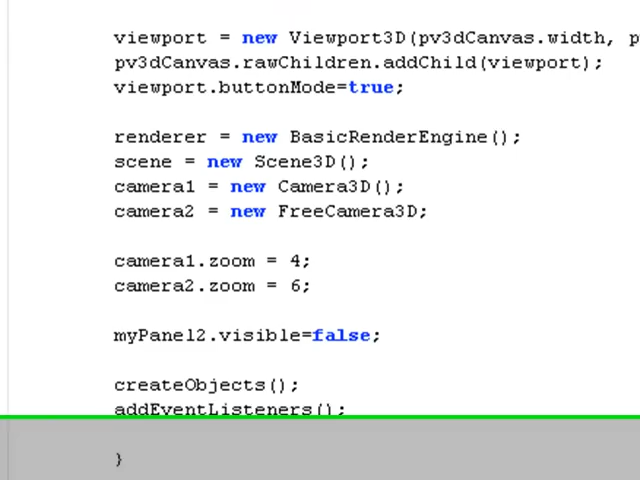 viewport = new Viewport3D(pv3dCanvas.width, p
pv3dCanvas.rawChildren.addChild(viewport);
viewport.buttonMode=true;
renderer = new BasicRenderEngine();
scene = new Scene3D();
camera1 = new Camera3D();
camera2 = new FreeCamera3D;
camera1.zoom = 4;
camera2.zoom = 6;
myPanel2.visible=false;
createObjects();
addEventListeners();
}